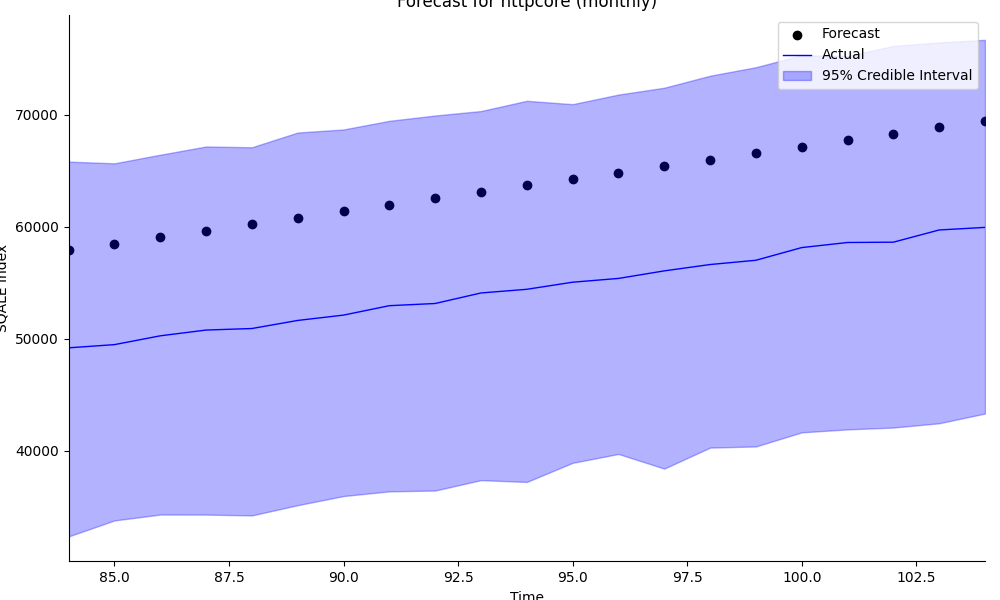 Forecast for httpcore (monthly)
Forecast
Actual
95% Credible Interval
70000
60000
50000
40000
SQALE Index
85.0 87.5 90.0 92.5 95.0 97.5 100.0 102.5
Time